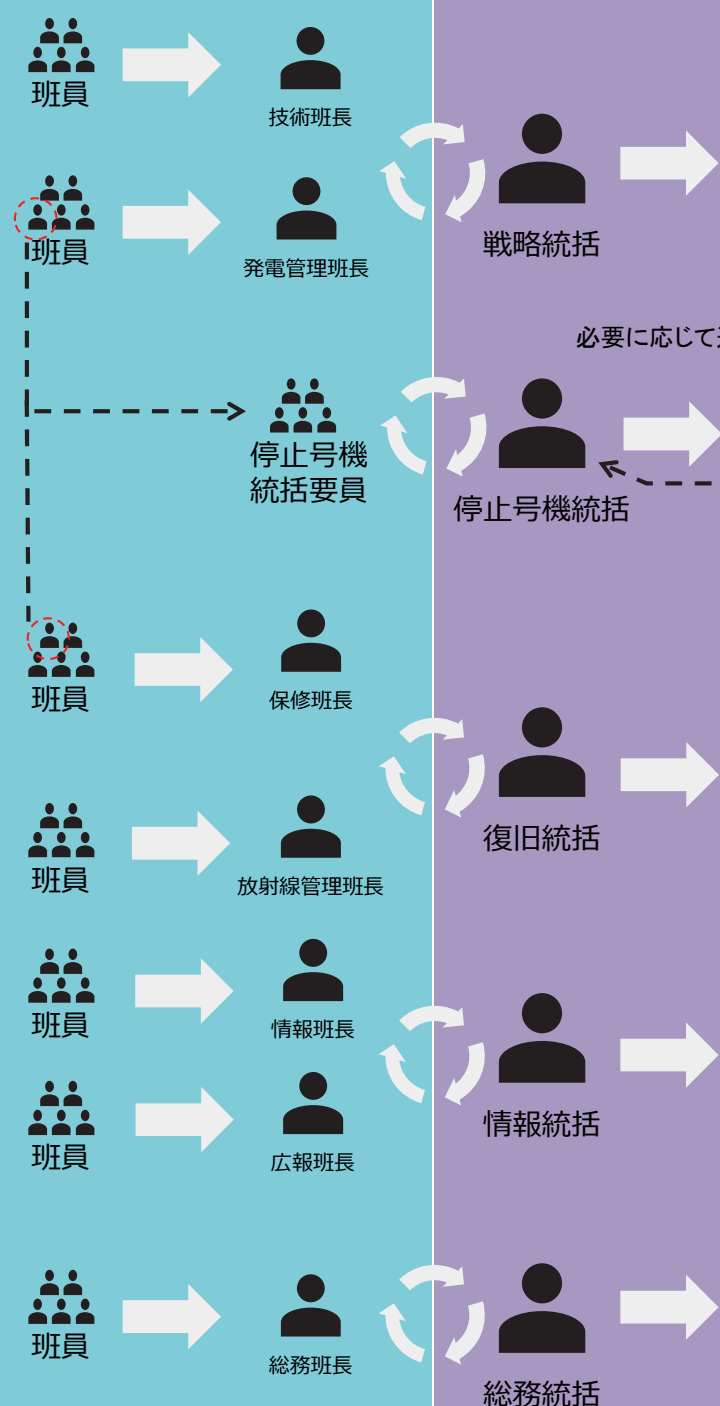 班員
技術班長
班員
発電管理班長
戦略統括
必要に応じて
停止号機
統括要員
停止号機統括
班員
保修班長
復旧統括
班員
放射線管理班長
班員
情報班長
情報統括
班員
広報班長
班員
総務班長
総務統括